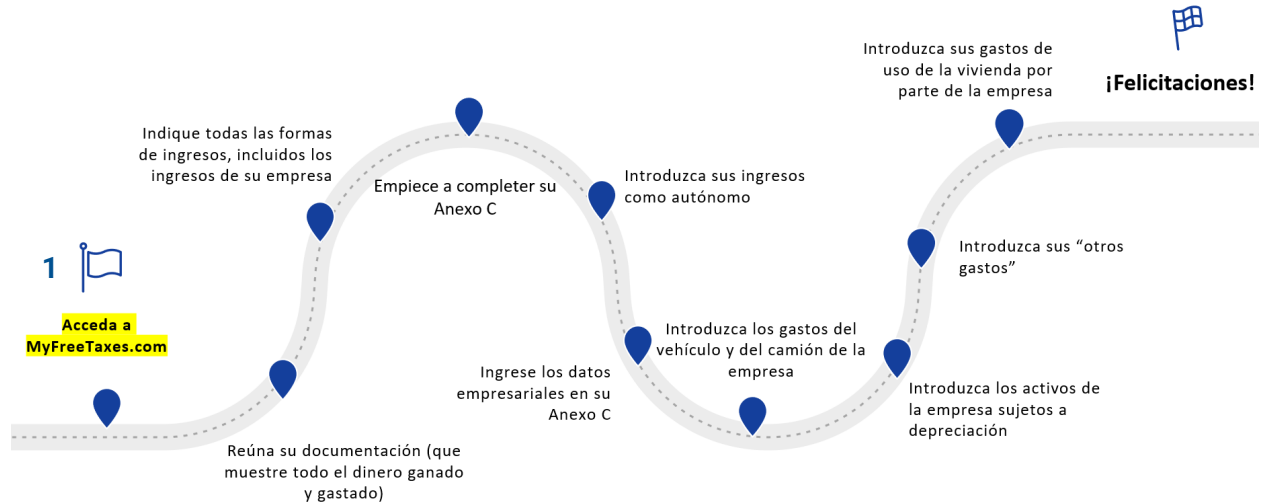 1
Acceda a
MyFreeTaxes.com
Reúna su documentación (que
muestre todo el dinero ganado
y gastado)
Indique todas las formas
de ingresos, incluidos los
ingresos de su empresa
Empiece a completer su
Anexo C
Introduzca sus ingresos
como autónomo
Ingrese los datos
empresariales en su
Anexo C
Introduzca los gastos del
vehículo y del camión de la
empresa
Introduzca los activos de
la empresa sujetos a
depreciación
Introduzca sus “otros
gastos”
Introduzca sus gastos de
uso de la vivienda por
parte de la empresa
¡Felicitaciones!